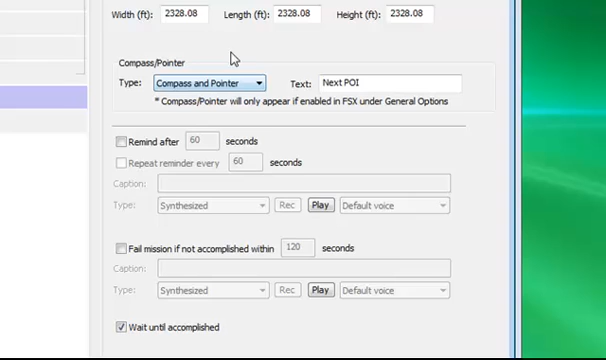 Width (ft): 2328.08 Length (ft): 2328.08 Height (ft): 2328.08
Compass/Pointer
Type: Compass and Pointer Text: Next POI
* Compass/Pointer will only appear if enabled in FSX under General Options
Remind after 60 seconds
Repeat reminder every 60 seconds
Caption:
Type: Synthesized Rec Play Default voice
Fail mission if not accomplished within 120 seconds
Caption:
Type: Synthesized Rec Play Default voice
Wait until accomplished